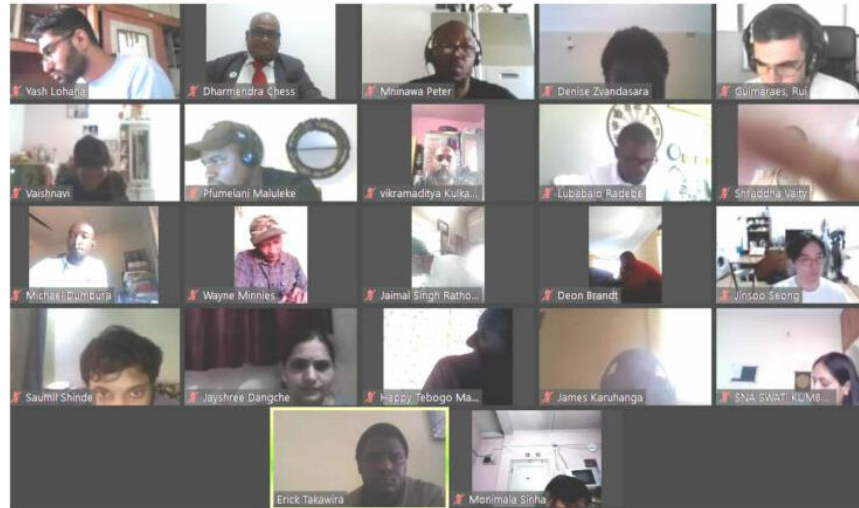 Yash Lohana
Dharmendra Chess
Mninawa Peter
Denise Zvandasara
Guimaraes, Rui
Vaishnavi
Pfumelani Maluleke
vikramaditya Kulka...
Lubabalo Radebe
Shraddha Vaity
Michael Dumbura
Wayne Minnies
Jaimal Singh Ratho...
Deon Brandt
Jinsoo Seong
Saumil Shinde
Jayshree Dangche
Happy Tebogo Ma...
James Karuhanga
SNA SWATI KUMB...
Erick Takawira
Monimala Sinha